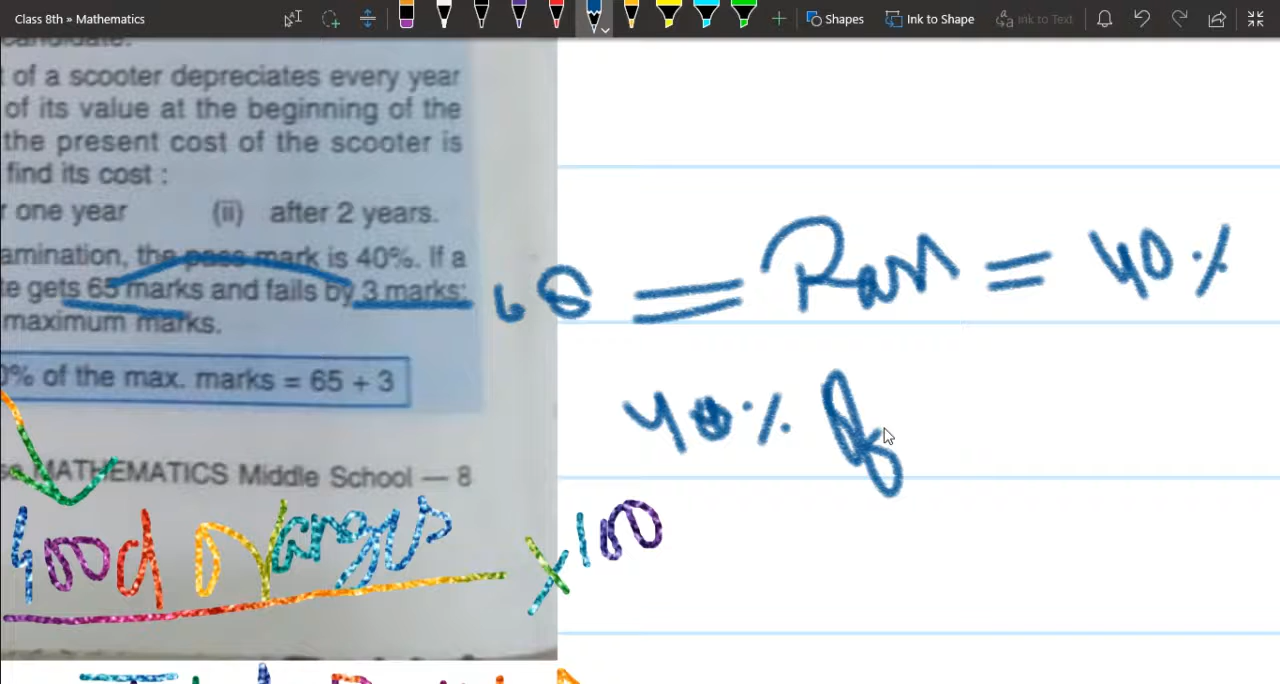 Class 8th » Mathematics
Shapes
Ink to Shape
Ink to Text
candidate.
of a scooter depreciates every year
of its value at the beginning of the
the present cost of the scooter is
find its cost :
one year (ii) after 2 years.
amination, the pass mark is 40%. If a
te gets 65 marks and fails by 3 marks;
maximum marks.
0% of the max. marks = 65 + 3
MATHEMATICS Middle School — 8
68 = Pass = 40%
40% of
×100